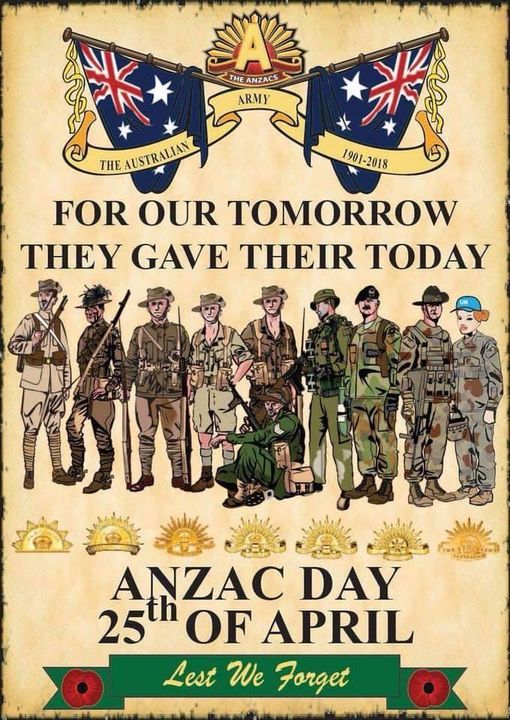 A
THE ANZACS
ARMY
THE AUSTRALIAN
1901-2018
FOR OUR TOMORROW
THEY GAVE THEIR TODAY
UN
ANZAC DAY
25th OF APRIL
Lest We Forget